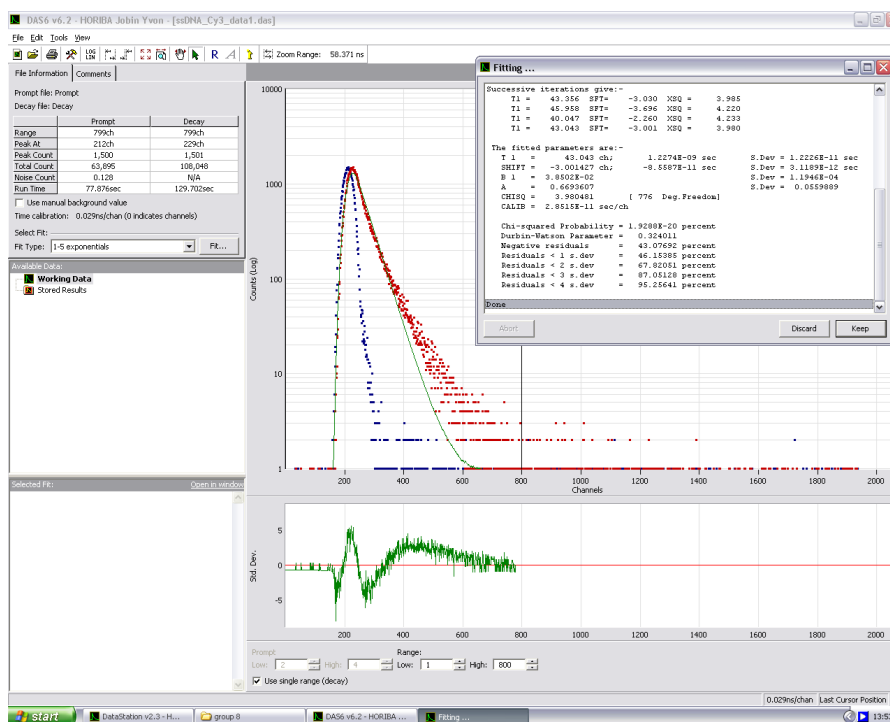 DAS6 v6.2 - HORIBA Jobin Yvon - [ssDNA_Cy3_data1.das]
File Edit Tools View
LOG LIN R A ? Zoom Range: 58.371 ns
File Information Comments
Prompt file: Prompt
Decay file: Decay
Prompt Decay
Range 799ch 799ch
Peak At 212ch 229ch
Peak Count 1,500 1,501
Total Count 63,895 108,048
Noise Count 0.128 N/A
Run Time 77.876sec 129.702sec
Use manual background value
Time calibration: 0.029ns/chan (0 indicates channels)
Select Fit:
Fit Type: 1-5 exponentials Fit...
Available Data:
Working Data
Stored Results
Selected Fit: Open in window
10000
1000
100
10
1
Counts (Log)
200 400 600 800 1000 1200 1400 1600 1800 2000
Channels
Fitting ...
Successive iterations give:-
T1 = 43.356 SFT= -3.030 XSQ = 3.985
T1 = 45.958 SFT= -3.696 XSQ = 4.220
T1 = 40.047 SFT= -2.260 XSQ = 4.233
T1 = 43.043 SFT= -3.001 XSQ = 3.980
The fitted parameters are:-
T 1 = 43.043 ch; 1.2274E-09 sec S.Dev = 1.2226E-11 sec
SHIFT = -3.001427 ch; -8.5587E-11 sec S.Dev = 3.1189E-12 sec
B 1 = 3.8502E-02 S.Dev = 1.1946E-04
A = 0.6693607 S.Dev = 0.0559889
CHISQ = 3.980481 [ 776 Deg.Freedom]
CALIB = 2.8515E-11 sec/ch
Chi-squared Probability = 1.9288E-20 percent
Durbin-Watson Parameter = 0.324011
Negative residuals = 43.07692 percent
Residuals < 1 s.dev = 46.15385 percent
Residuals < 2 s.dev = 67.82051 percent
Residuals < 3 s.dev = 87.05128 percent
Residuals < 4 s.dev = 95.25641 percent
Done
Abort Discard Keep
5
0
-5
Std. Dev.
200 400 600 800 1000 1200 1400 1600 1800 2000
Prompt Range:
Low: 2 High: 4 Low: 1 High: 800
Use single range (decay)
0.029ns/chan Last Cursor Position
start DataStation v2.3 - H... group 8 DAS6 v6.2 - HORIBA ... Fitting ...